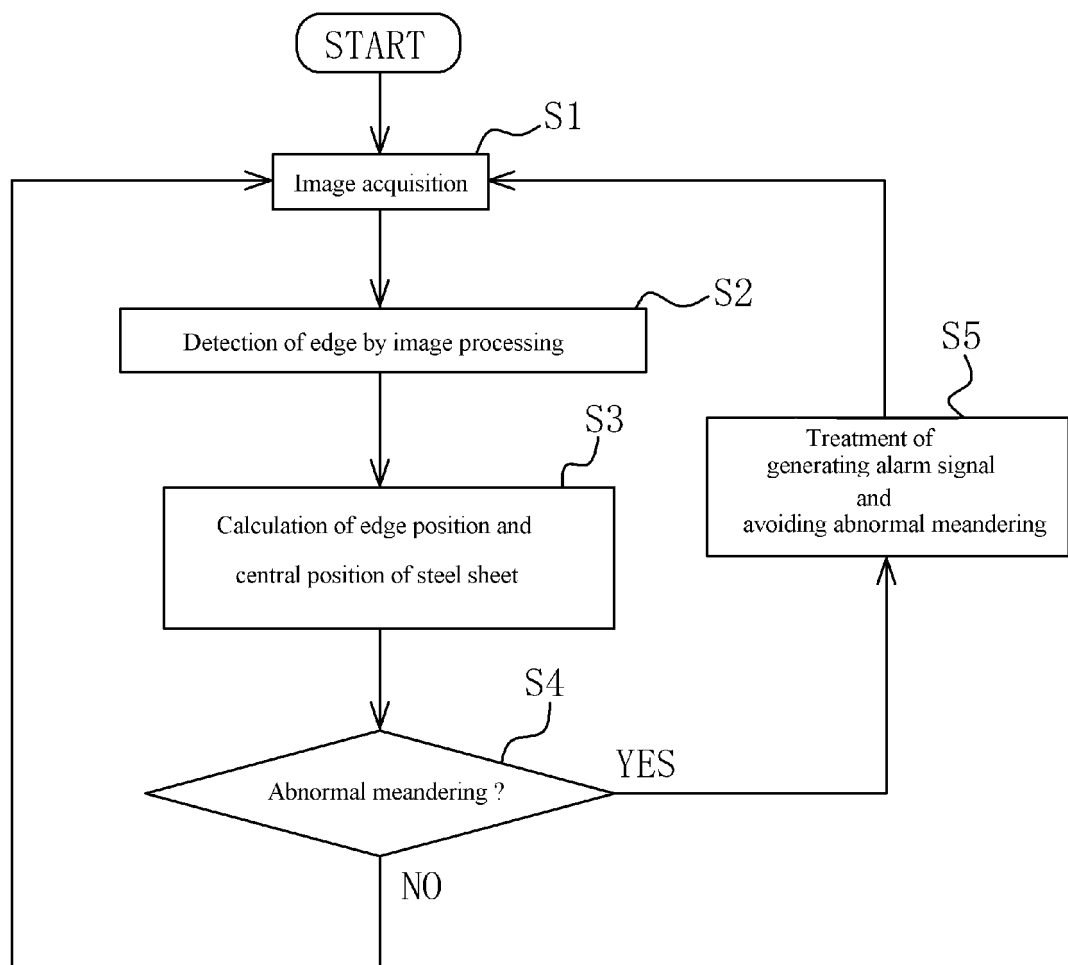 START
S1
Image acquisition
S2
Detection of edge by image processing
S3
Calculation of edge position and
central position of steel sheet
S4
Abnormal meandering ?
YES
NO
S5
Treatment of
generating alarm signal
and
avoiding abnormal meandering